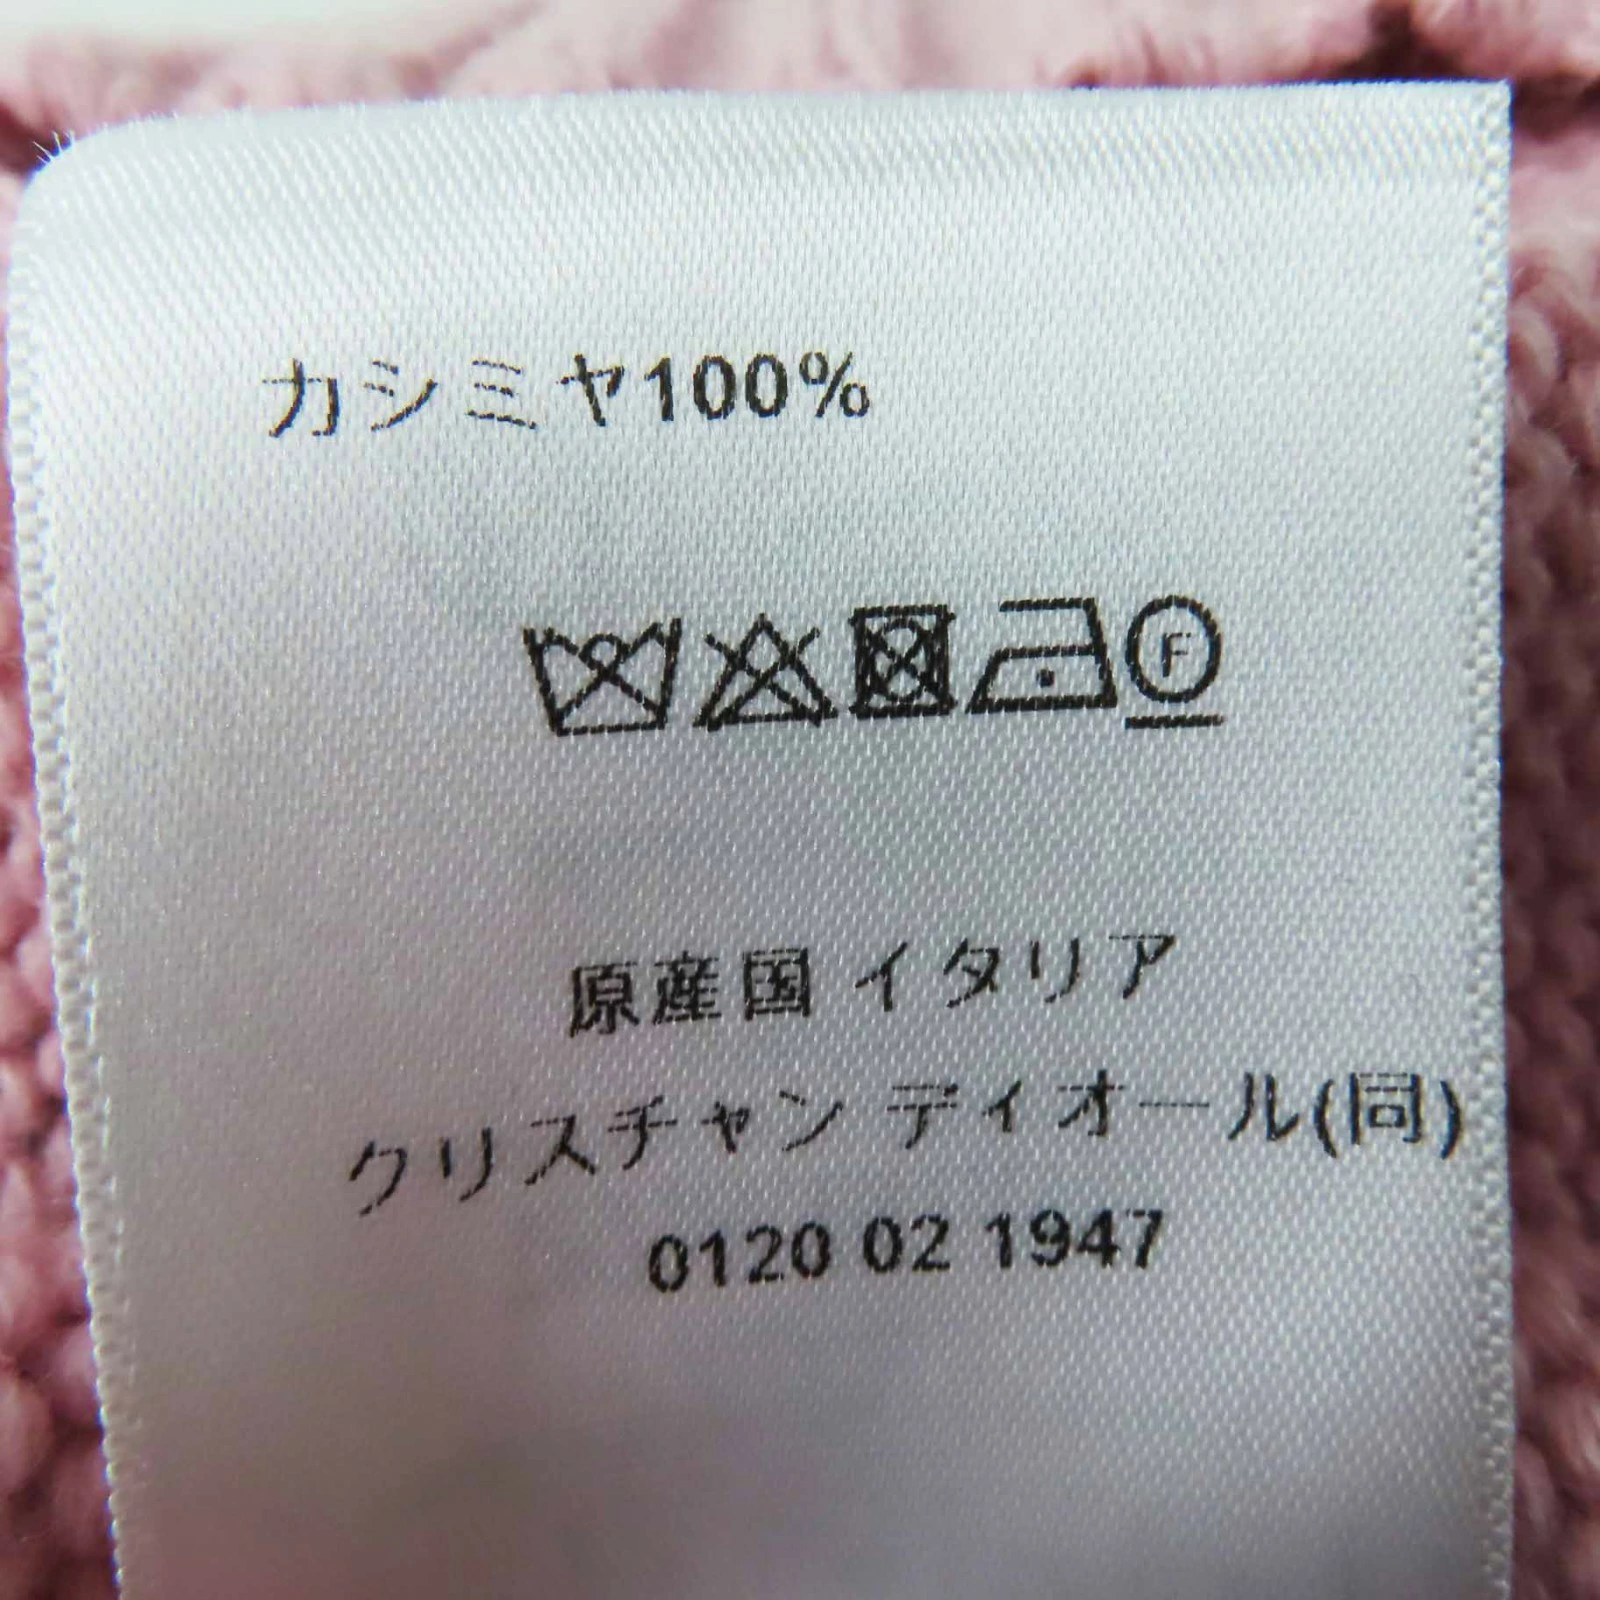 カシミヤ100%
F
原産国 イタリア
クリスチャン ディオール(同)
0120 02 1947